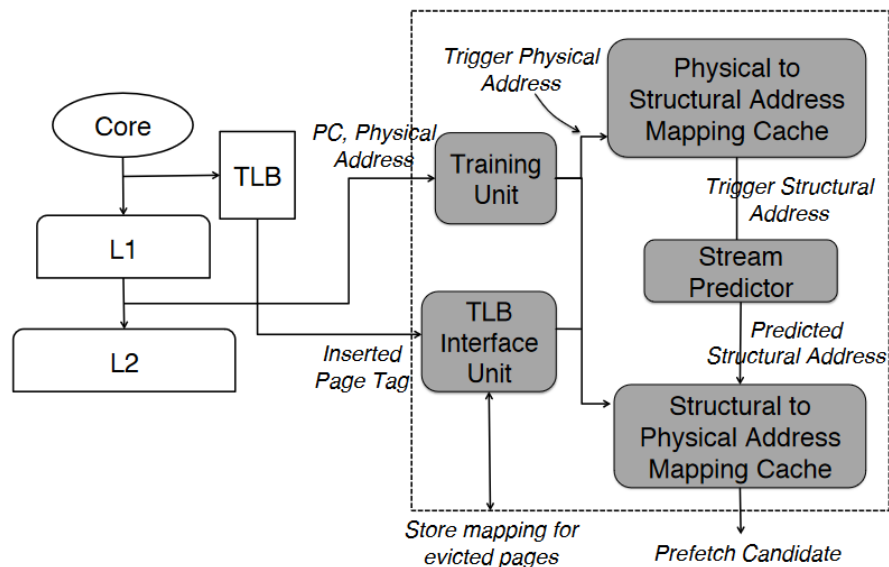 Core
TLB
L1
L2
PC, Physical
Address
Inserted
Page Tag
Training
Unit
TLB
Interface
Unit
Store mapping for
evicted pages
Trigger Physical
Address
Physical to
Structural Address
Mapping Cache
Trigger Structural
Address
Stream
Predictor
Predicted
Structural Address
Structural to
Physical Address
Mapping Cache
Prefetch Candidate